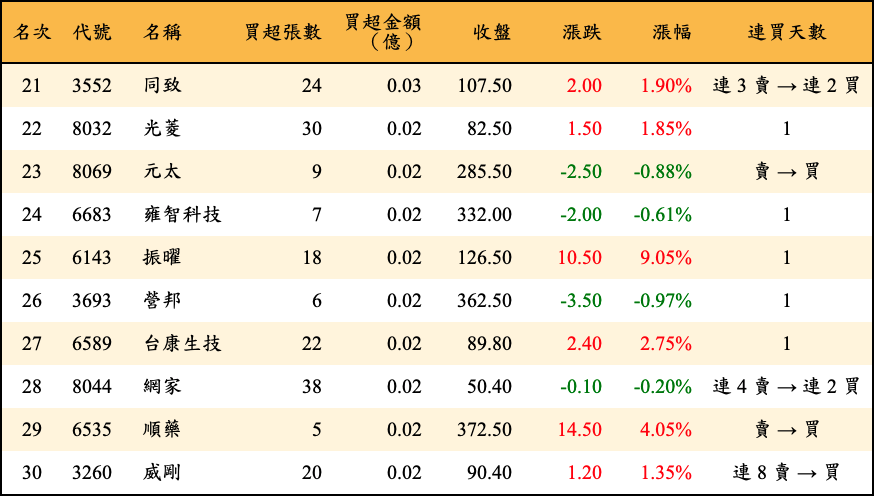 名次 代號 名稱 買超張數 買超金額（億） 收盤 漲跌 漲幅 連買天數
21 3552 同致 24 0.03 107.50 2.00 1.90% 連 3 賣 → 連 2 買
22 8032 光菱 30 0.02 82.50 1.50 1.85% 1
23 8069 元太 9 0.02 285.50 -2.50 -0.88% 賣 → 買
24 6683 雍智科技 7 0.02 332.00 -2.00 -0.61% 1
25 6143 振曜 18 0.02 126.50 10.50 9.05% 1
26 3693 營邦 6 0.02 362.50 -3.50 -0.97% 1
27 6589 台康生技 22 0.02 89.80 2.40 2.75% 1
28 8044 網家 38 0.02 50.40 -0.10 -0.20% 連 4 賣 → 連 2 買
29 6535 順藥 5 0.02 372.50 14.50 4.05% 賣 → 買
30 3260 威剛 20 0.02 90.40 1.20 1.35% 連 8 賣 → 買